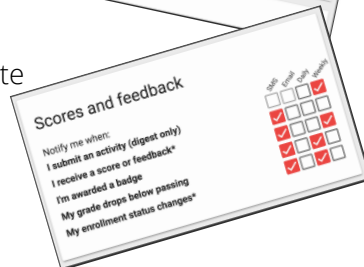 te
Scores and feedback
SMS Email Daily Weekly
Notify me when:
I submit an activity (digest only)
I receive a score or feedback*
I'm awarded a badge
My grade drops below passing
My enrollment status changes*